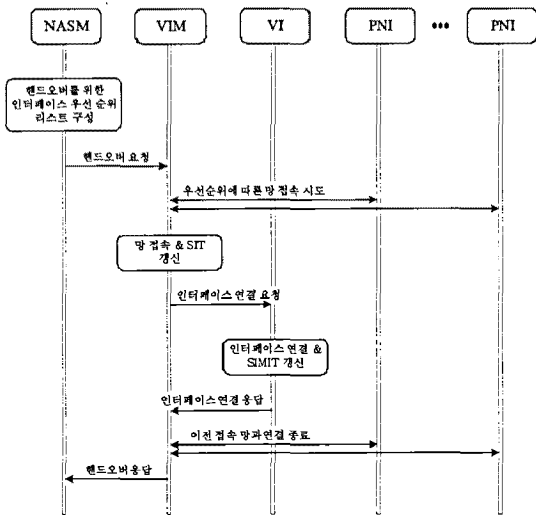 NASM VIM VI PNI ••• PNI
핸드오버를 위한
인터페이스 우선 순위
리스트 구성
핸드오버 요청
우선순위에 따른 망 접속 시도
망 접속 & SIT
갱신
인터페이스 연결 요청
인터페이스 연결 &
SIMIT 갱신
인터페이스 연결 응답
이전 접속 망과 연결 종료
핸드오버 응답